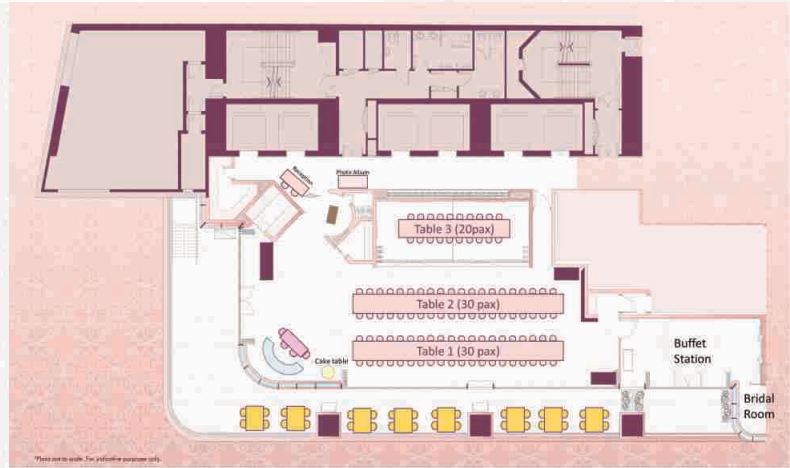 Reception
Photo Album
Table 3 (20pax)
Table 2 (30 pax)
Table 1 (30 pax)
Cake table
Buffet
Station
Bridal
Room
*Plans not to scale. For indicative purposes only.